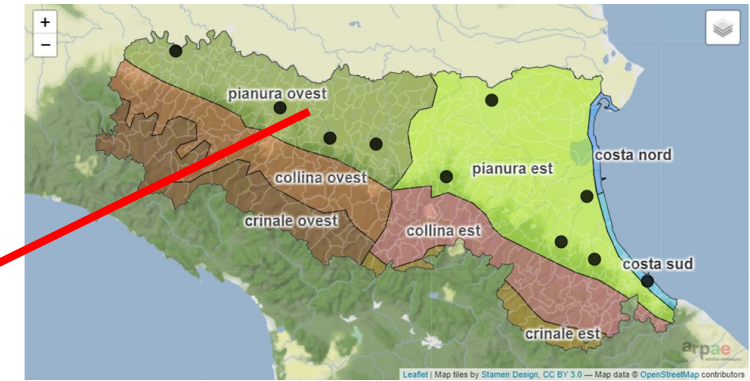 +
−
pianura ovest
costa nord
pianura est
collina ovest
crinale ovest
collina est
costa sud
crinale est
arpae
Leaflet | Map tiles by Stamen Design, CC BY 3.0 — Map data © OpenStreetMap contributors